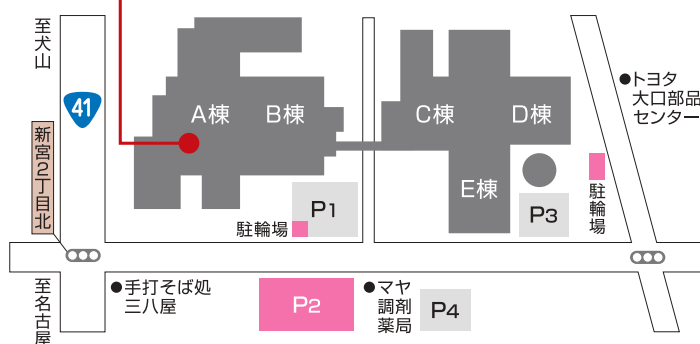 至犬山
41
新宮2丁目北
至名古屋
A棟
B棟
C棟
D棟
E棟
トヨタ
大口部品
センター
P1
駐輪場
P3
駐輪場
手打そば処
三八屋
P2
マヤ
調剤
薬局
P4